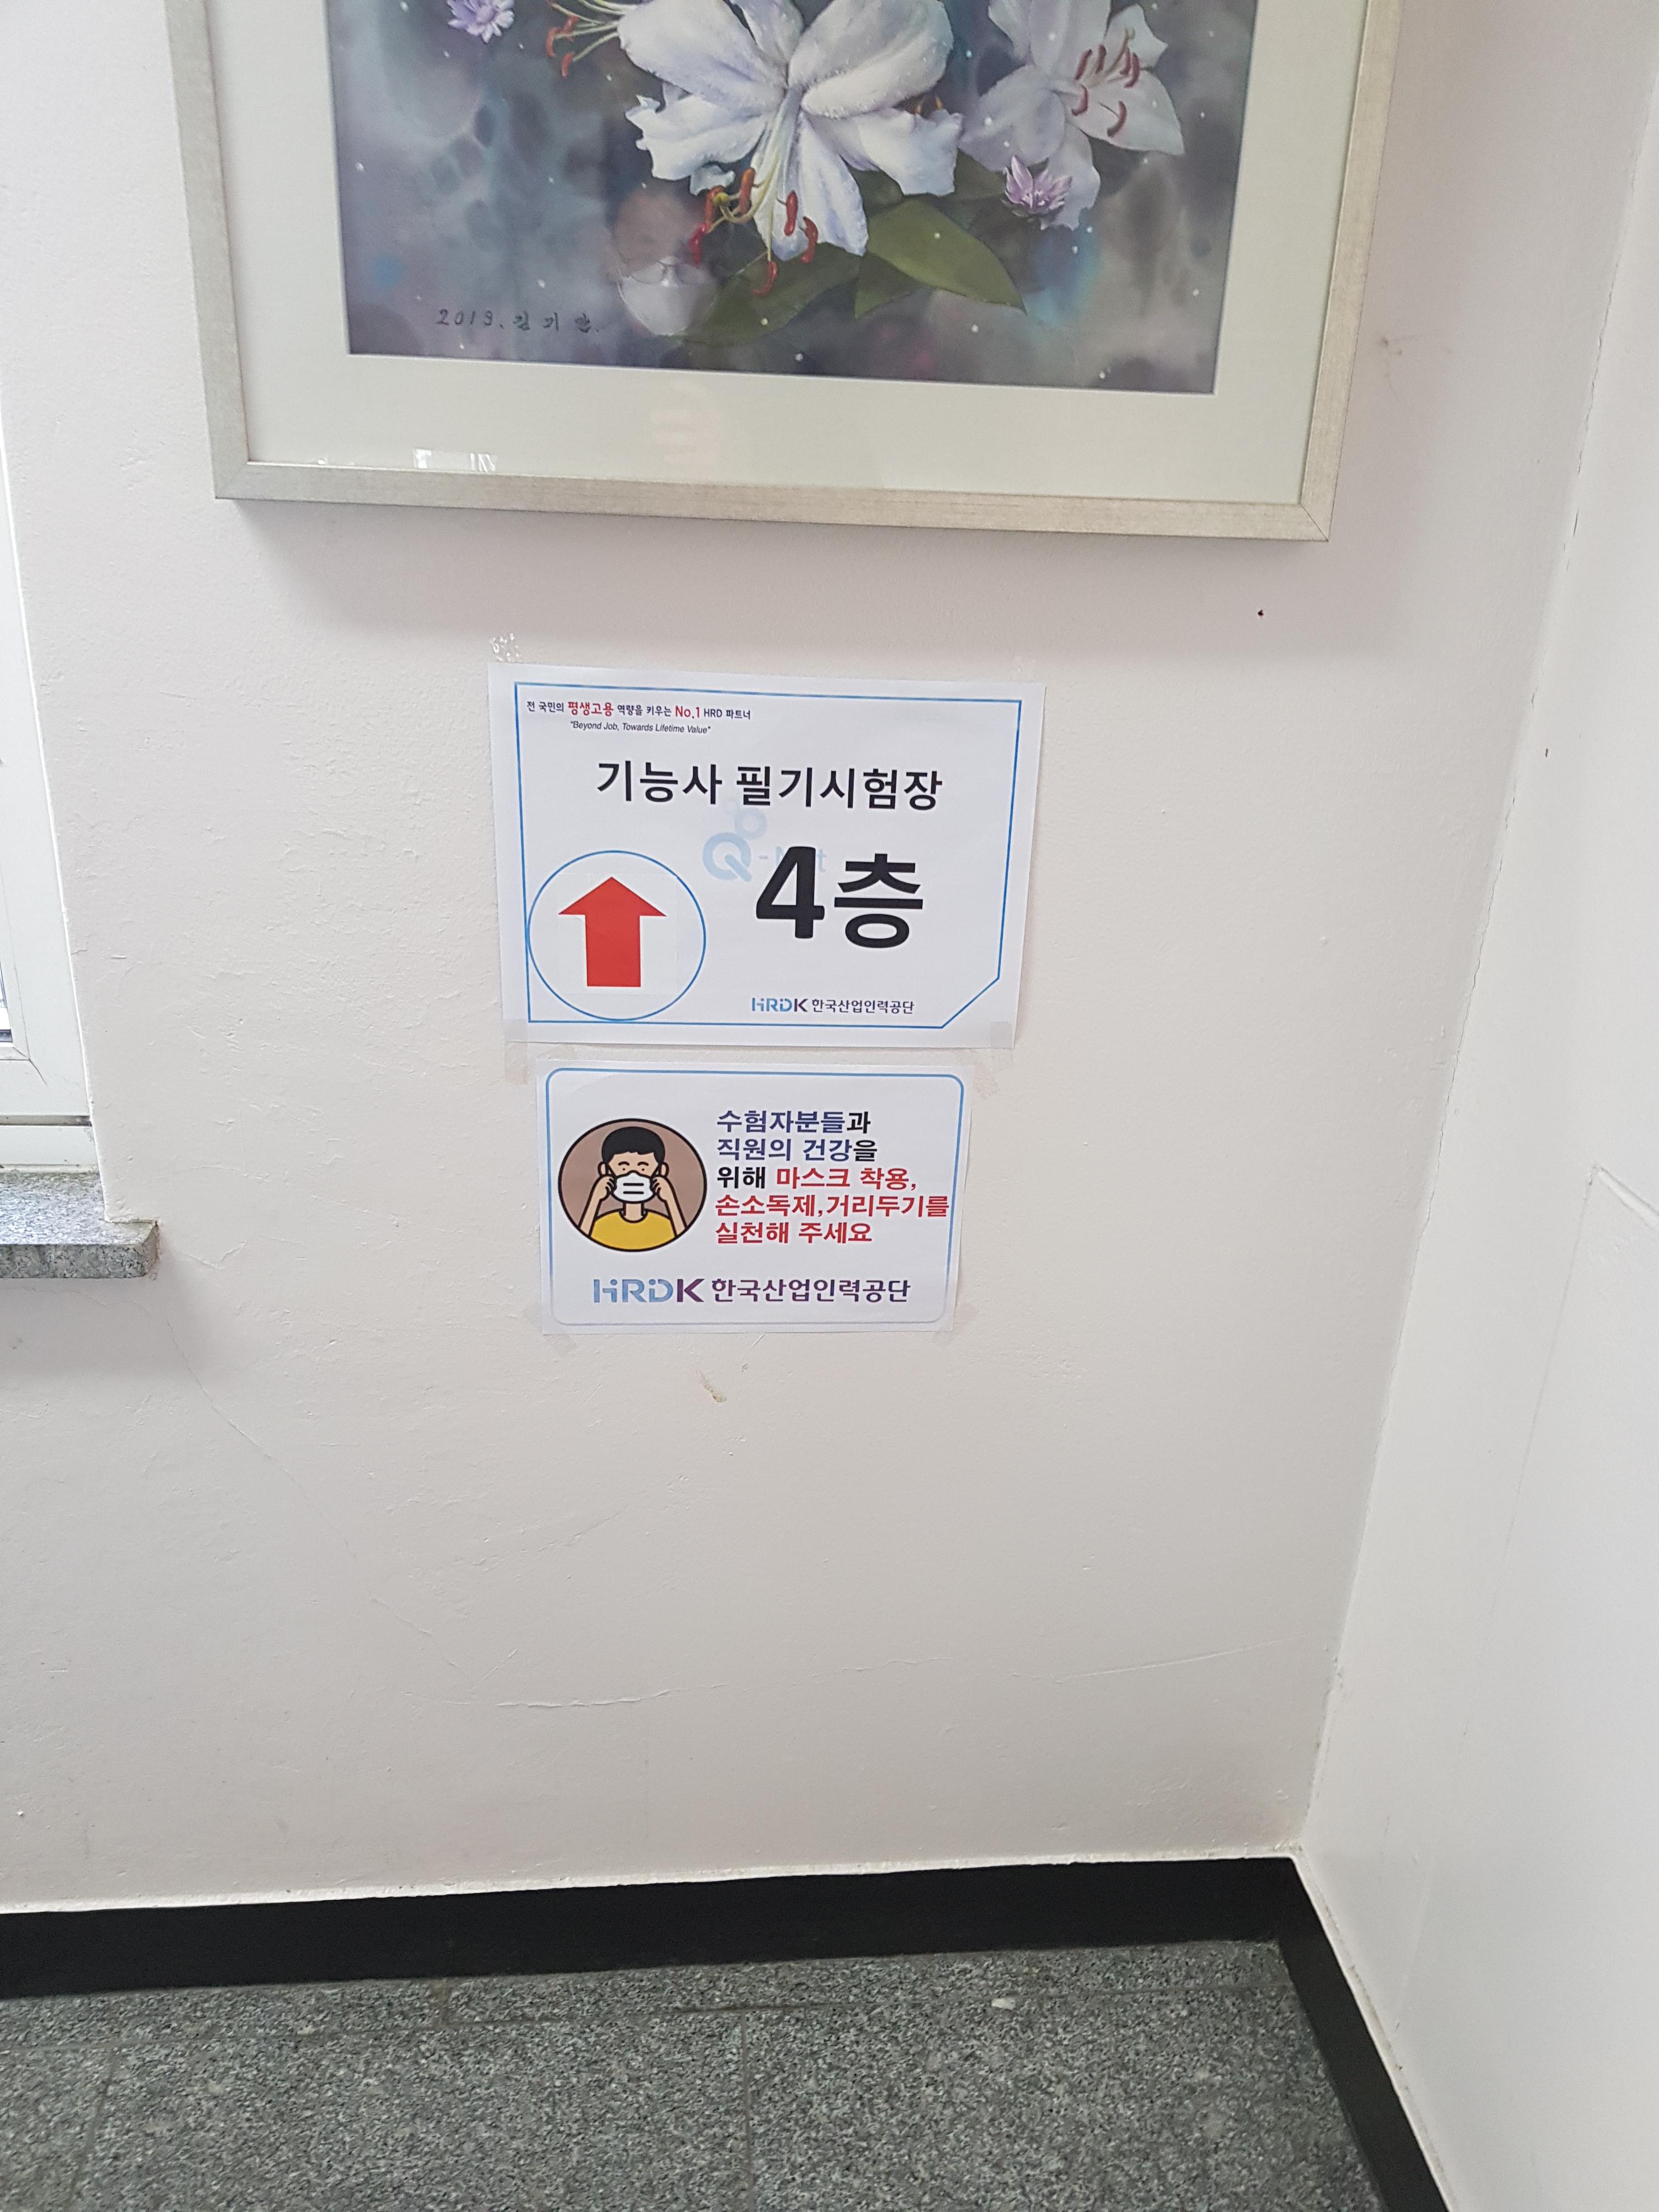 2019. 김기만.
전 국민의 평생고용 역량을 키우는 No.1 HRD 파트너
"Beyond Job, Towards Lifetime Value"
기능사 필기시험장
4층
HRDK 한국산업인력공단
수험자분들과
직원의 건강을
위해 마스크 착용,
손소독제,거리두기를
실천해 주세요
HRDK 한국산업인력공단